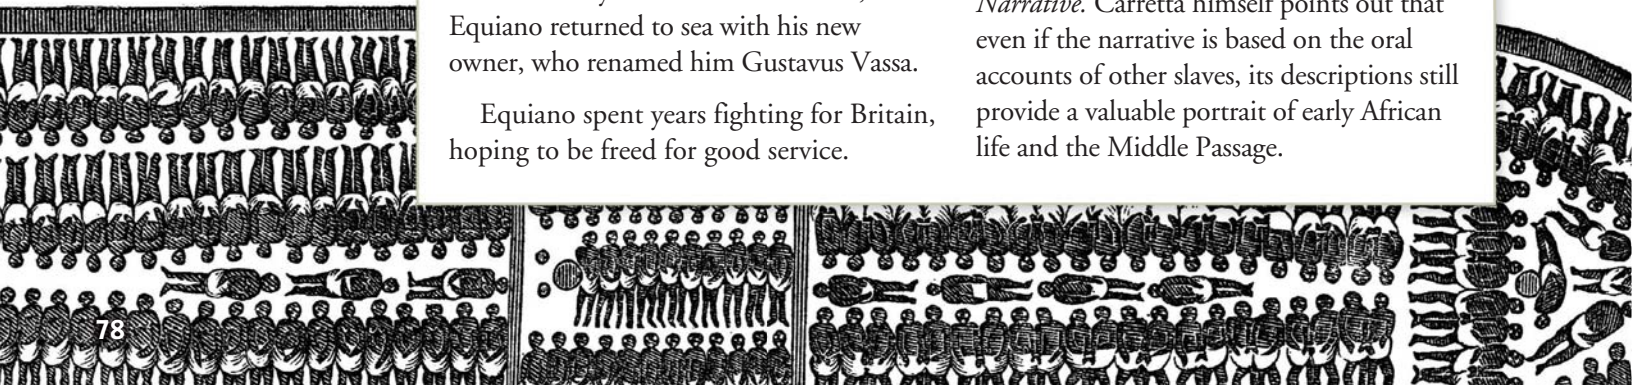 Equiano returned to sea with his new
owner, who renamed him Gustavus Vassa.
Equiano spent years fighting for Britain,
hoping to be freed for good service.
Narrative. Carretta himself points out that
even if the narrative is based on the oral
accounts of other slaves, its descriptions still
provide a valuable portrait of early African
life and the Middle Passage.
78